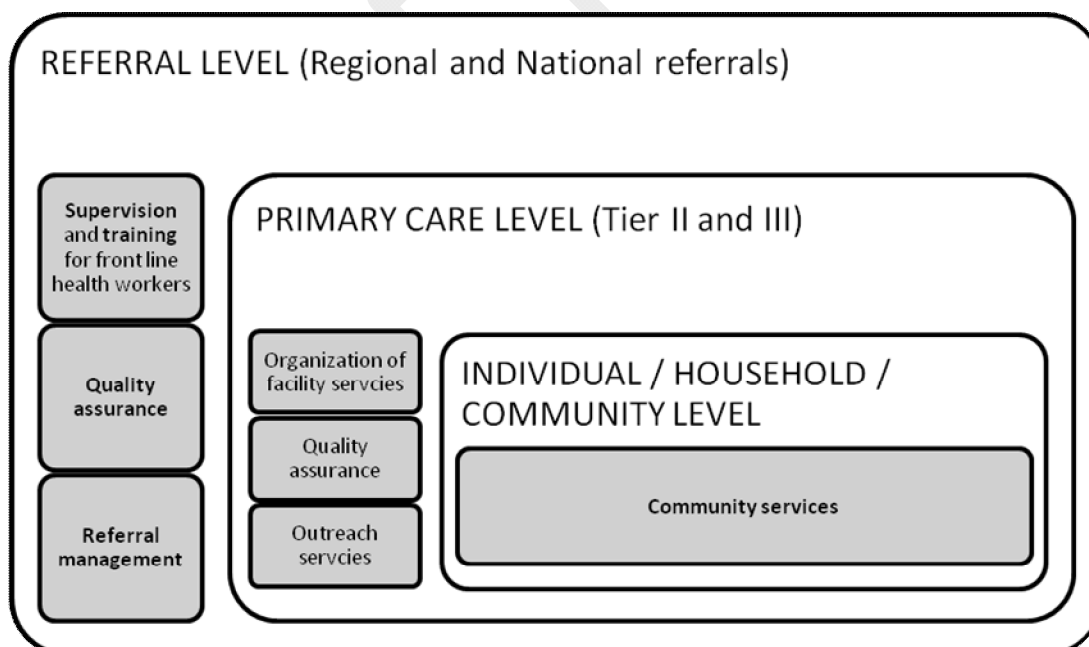 REFERRAL LEVEL (Regional and National referrals)
Supervision
and training
for front line
health workers
Quality
assurance
Referral
management
PRIMARY CARE LEVEL (Tier II and III)
Organization of
facility servcies
Quality
assurance
Outreach
servcies
INDIVIDUAL / HOUSEHOLD /
COMMUNITY LEVEL
Community services